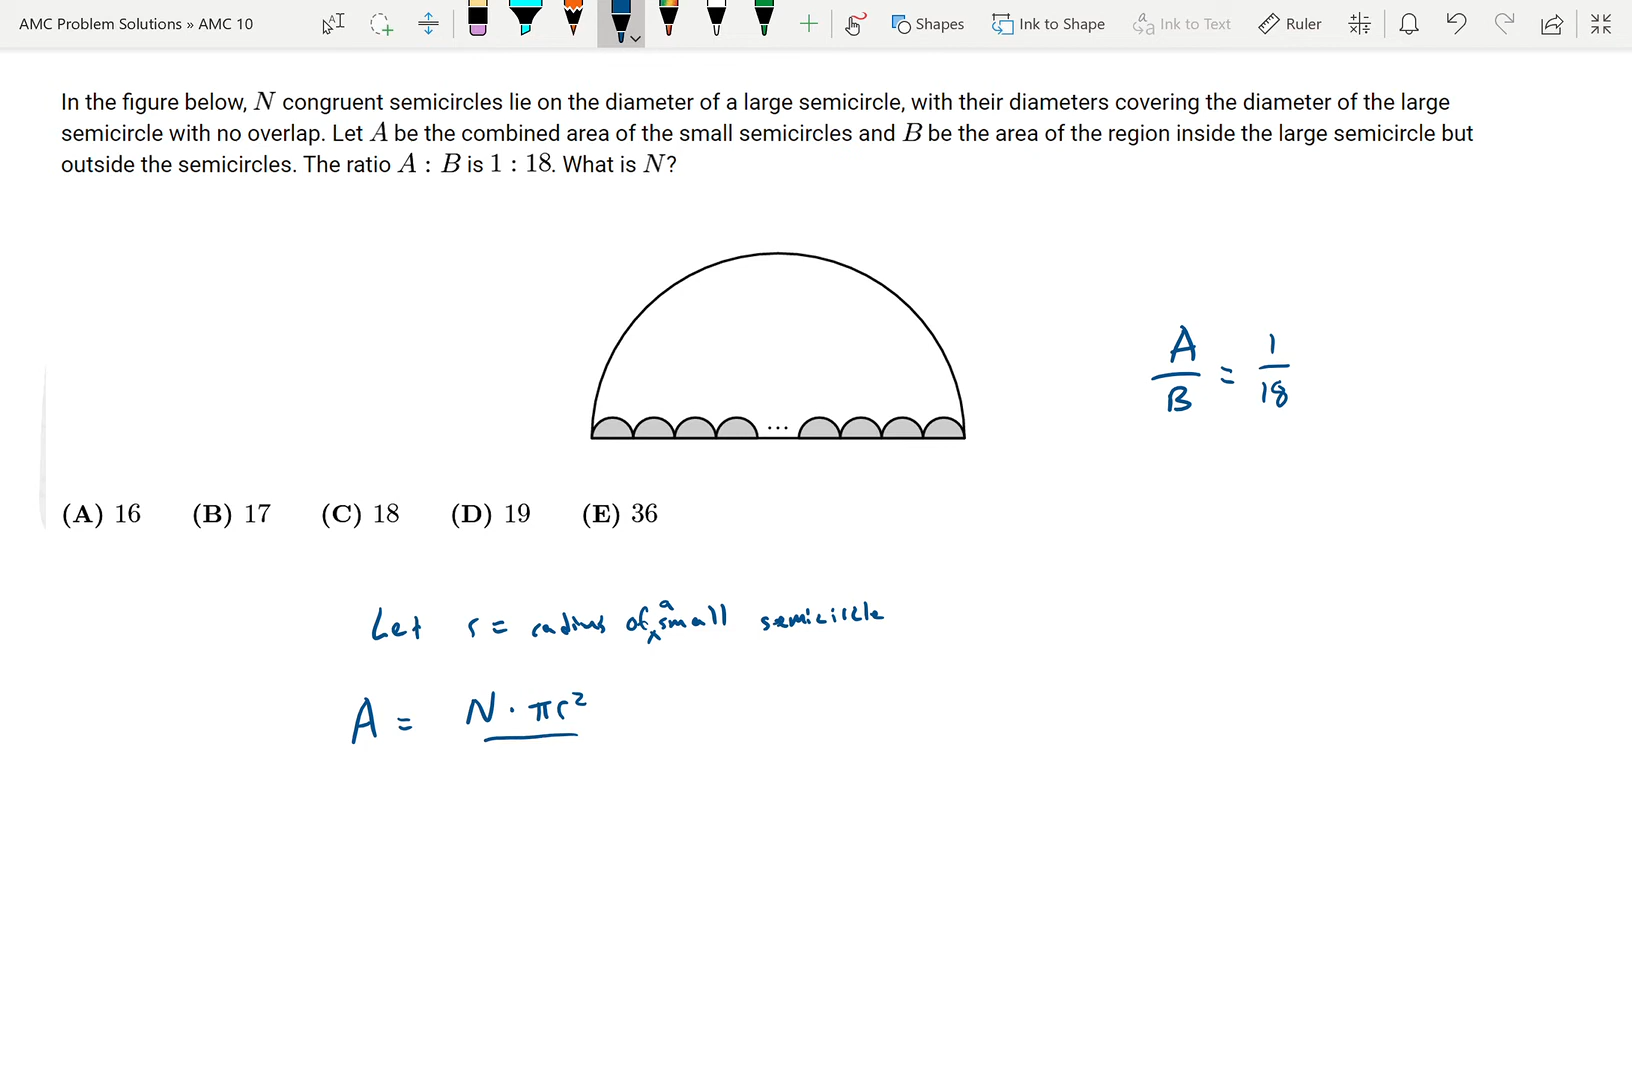 AMC Problem Solutions » AMC 10
Shapes
Ink to Shape
Ink to Text
Ruler
In the figure below, N congruent semicircles lie on the diameter of a large semicircle, with their diameters covering the diameter of the large
semicircle with no overlap. Let A be the combined area of the small semicircles and B be the area of the region inside the large semicircle but
outside the semicircles. The ratio A : B is 1 : 18. What is N?
...
A/B = 1/18
(A) 16 (B) 17 (C) 18 (D) 19 (E) 36
Let r = radius of a small semicircle
A = N · πr²